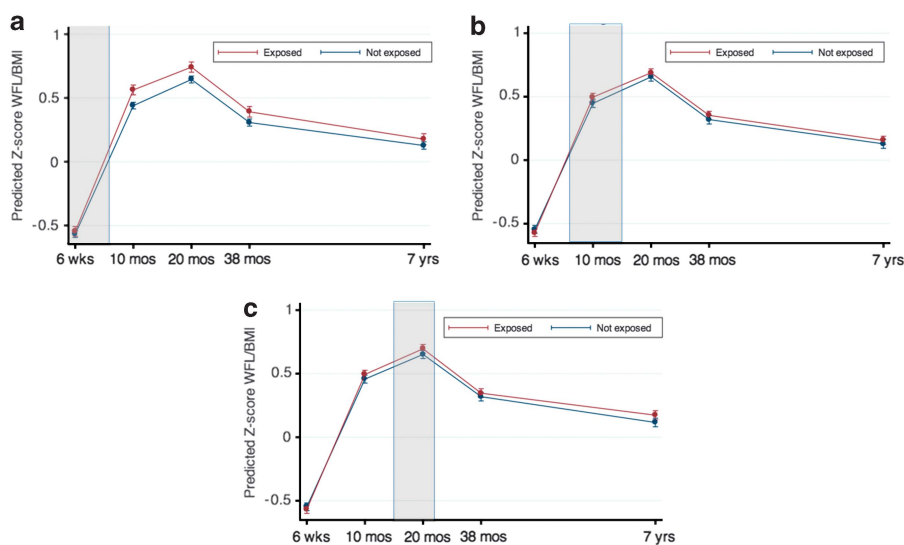 a
Predicted Z-score WFL/BMI
1
0.5
0
-0.5
Exposed
Not exposed
6 wks 10 mos 20 mos 38 mos 7 yrs
b
Predicted Z-score WFL/BMI
1
0.5
0
-0.5
Exposed
Not exposed
6 wks 10 mos 20 mos 38 mos 7 yrs
c
Predicted Z-score WFL/BMI
1
0.5
0
-0.5
Exposed
Not exposed
6 wks 10 mos 20 mos 38 mos 7 yrs